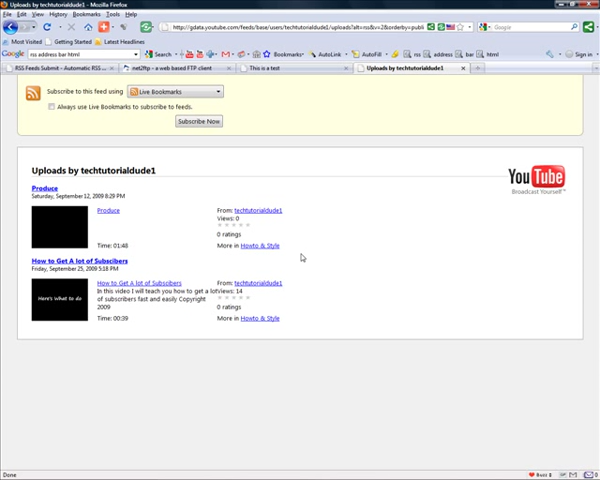 Uploads by techtutorialdude1 - Mozilla Firefox
File Edit View History Bookmarks Tools Help
http://gdata.youtube.com/feeds/base/users/techtutorialdude1/uploads?alt=rss&v=2&orderby=publi
Google
Most Visited Getting Started Latest Headlines
Google rss address bar html Search Bookmarks AutoLink AutoFill rss address bar html Sign in
RSS Feeds Submit - Automatic RSS ... net2ftp - a web based FTP client This is a test Uploads by techtutorialdude1
Subscribe to this feed using Live Bookmarks
Always use Live Bookmarks to subscribe to feeds.
Subscribe Now
Uploads by techtutorialdude1
YouTube
Broadcast Yourself™
Produce
Saturday, September 12, 2009 8:29 PM
Produce From: techtutorialdude1
Views: 0
0 ratings
Time: 01:48 More in Howto & Style
How to Get A lot of Subscibers
Friday, September 25, 2009 5:18 PM
How to Get A lot of Subscibers From: techtutorialdude1
In this video I will teach you how to get a lot Views: 14
of subscribers fast and easily Copyright
2009
0 ratings
Here's What to do
Time: 00:39 More in Howto & Style
Done